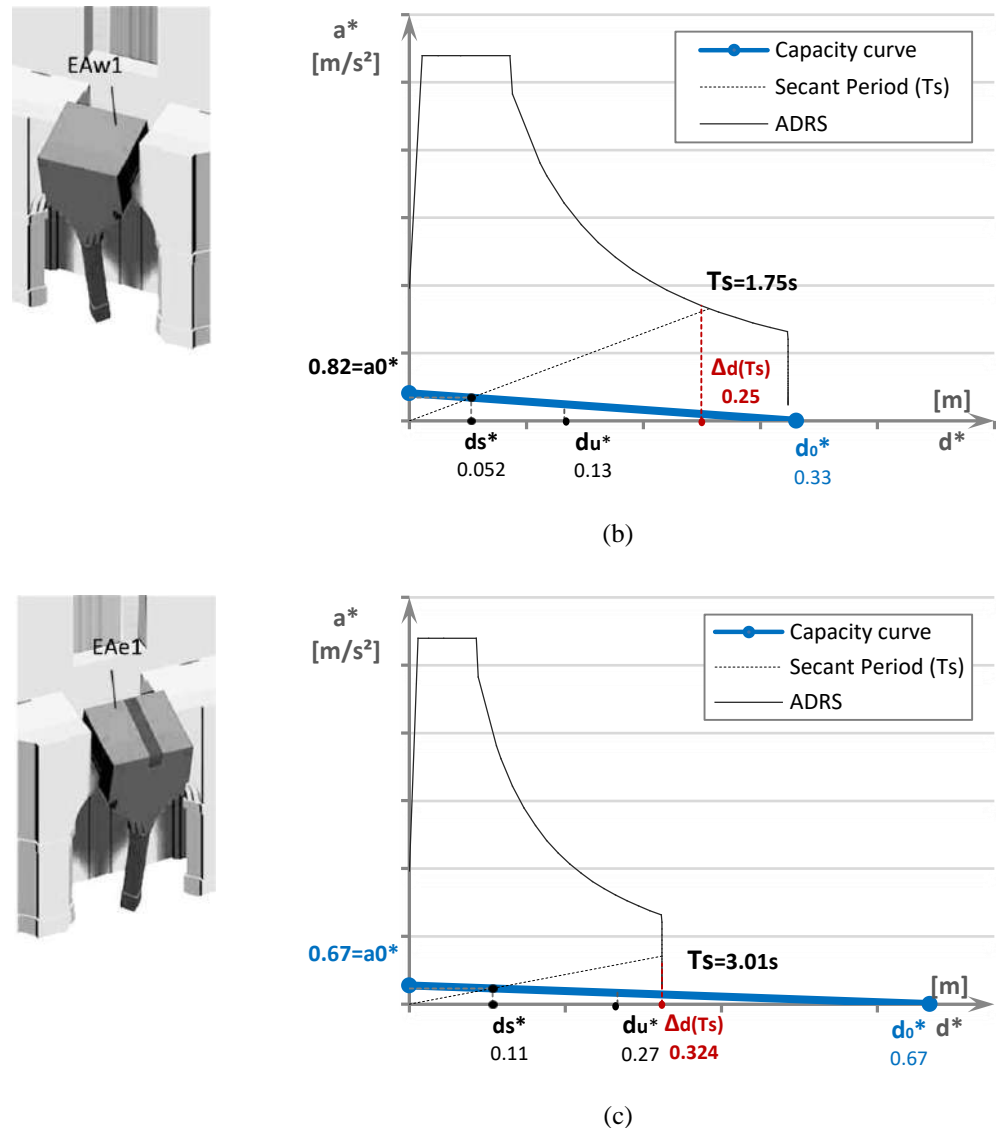 EAw1
a*
[m/s²]
Capacity curve
Secant Period (Ts)
ADRS
Ts=1.75s
0.82=a0*
Δd(Ts)
0.25
[m]
d*
ds*
0.052
du*
0.13
d₀*
0.33
(b)
EAe1
a*
[m/s²]
Capacity curve
Secant Period (Ts)
ADRS
0.67=a0*
Ts=3.01s
[m]
d*
ds*
0.11
du*
0.27
Δd(Ts)
0.324
d₀*
0.67
(c)